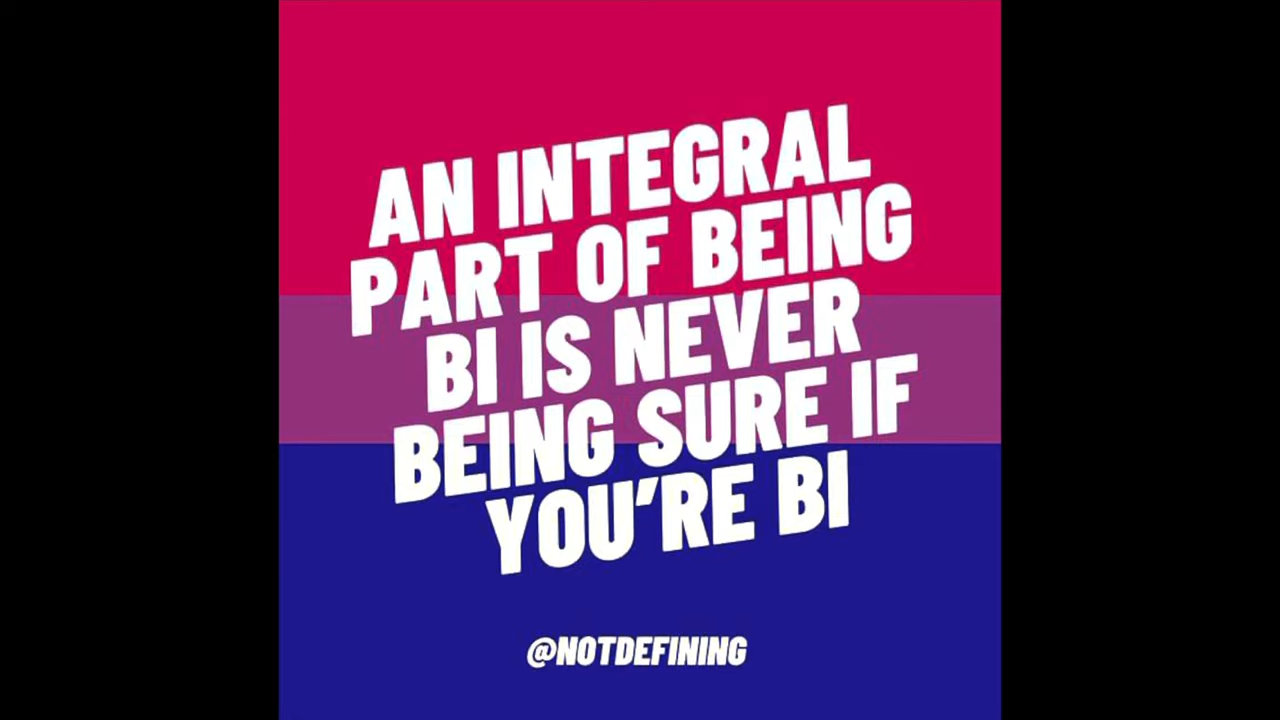 AN INTEGRAL
PART OF BEING
BI IS NEVER
BEING SURE IF
YOU'RE BI
@NOTDEFINING